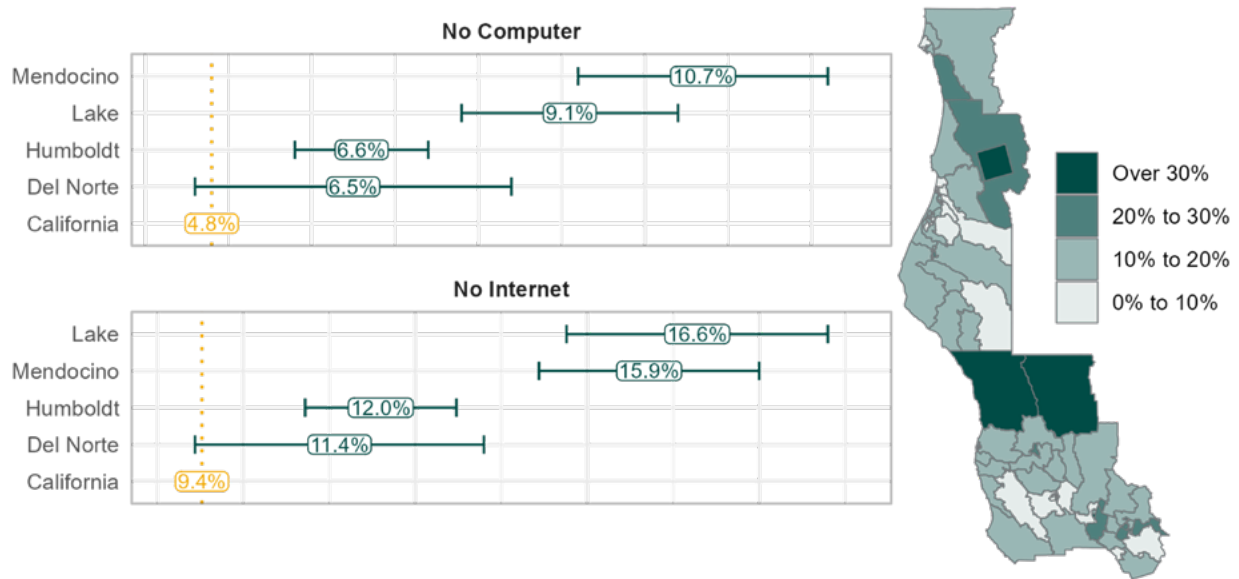 No Computer
Mendocino 10.7%
Lake 9.1%
Humboldt 6.6%
Del Norte 6.5%
California 4.8%
No Internet
Lake 16.6%
Mendocino 15.9%
Humboldt 12.0%
Del Norte 11.4%
California 9.4%
Over 30%
20% to 30%
10% to 20%
0% to 10%